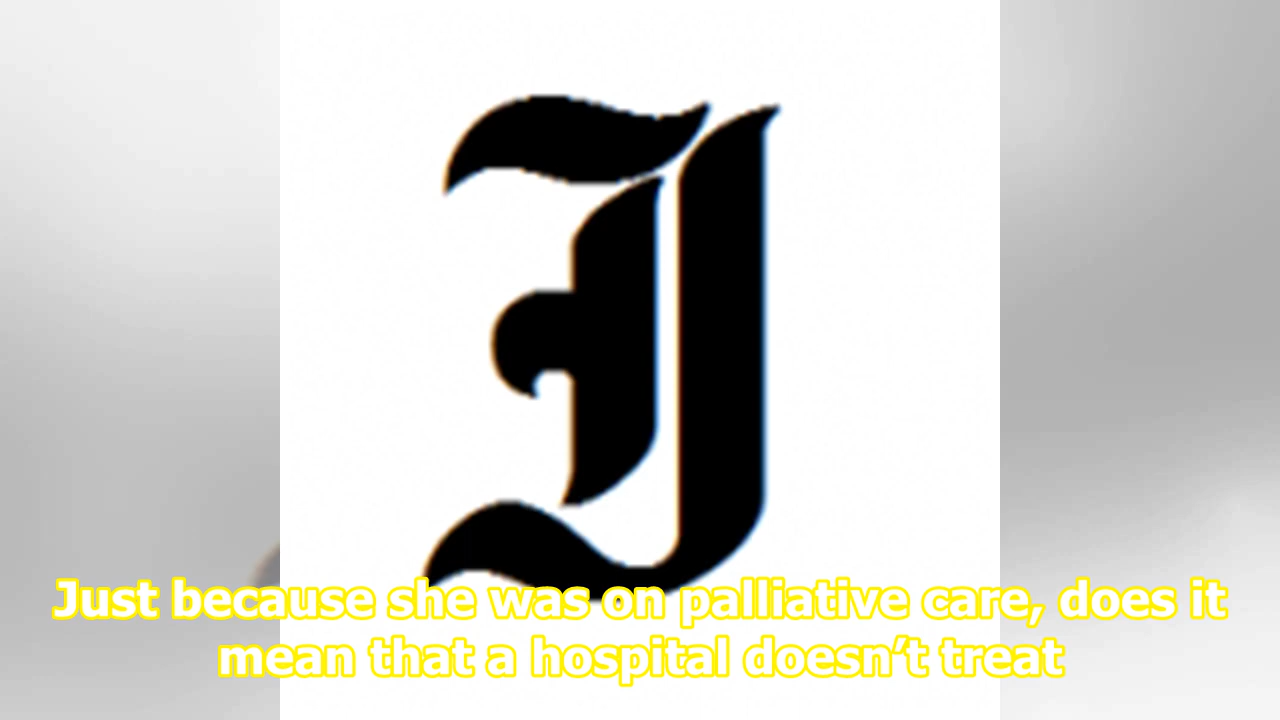 I
Just because she was on palliative care, does it
mean that a hospital doesn’t treat